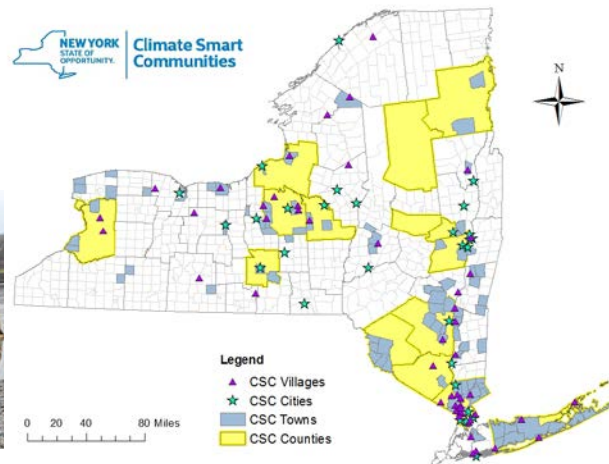 NEW YORK
STATE OF
OPPORTUNITY.
Climate Smart
Communities
N
Legend
CSC Villages
CSC Cities
CSC Towns
CSC Counties
0 20 40 80 Miles